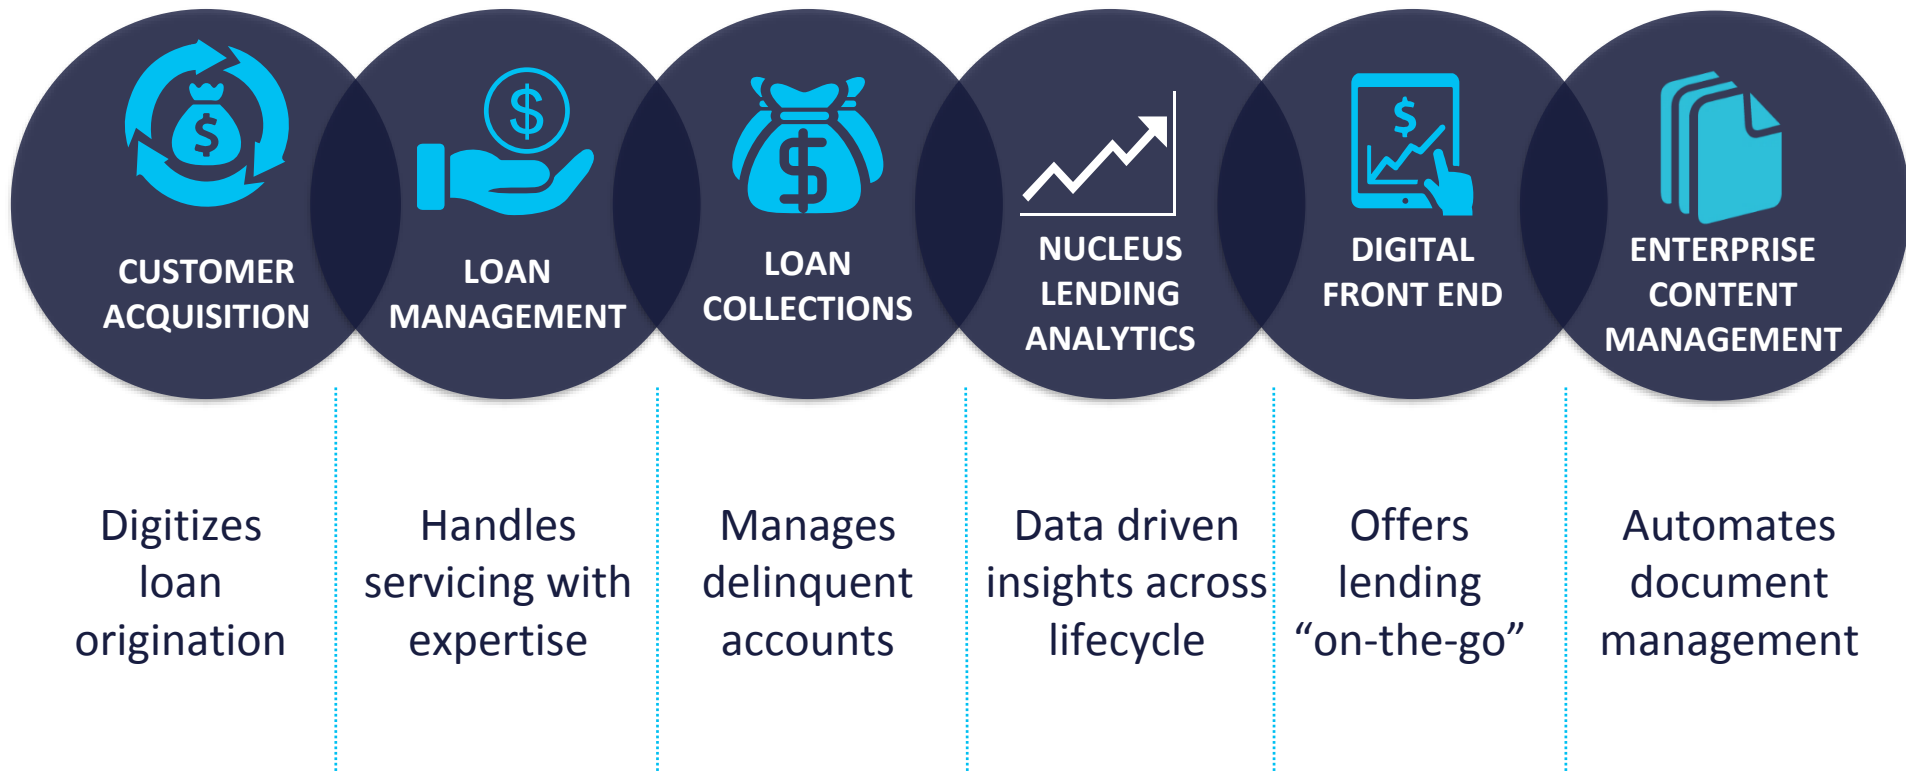 CUSTOMER
ACQUISITION
LOAN
MANAGEMENT
LOAN
COLLECTIONS
NUCLEUS
LENDING
ANALYTICS
DIGITAL
FRONT END
ENTERPRISE
CONTENT
MANAGEMENT
Digitizes
loan
origination
Handles
servicing with
expertise
Manages
delinquent
accounts
Data driven
insights across
lifecycle
Offers
lending
“on-the-go”
Automates
document
management